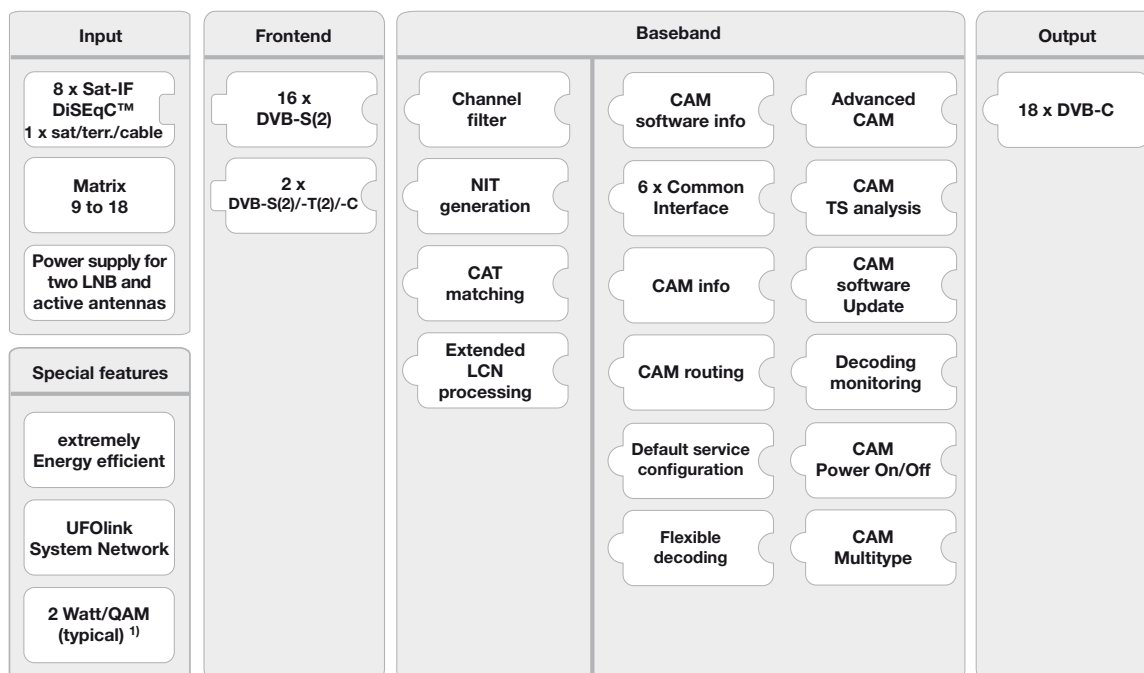 Input
8 x Sat-IF
DiSEqC™
1 x sat/terr./cable
Matrix
9 to 18
Power supply for
two LNB and
active antennas
Special features
extremely
Energy efficient
UFOlink
System Network
2 Watt/QAM
(typical) 1)
Frontend
16 x
DVB-S(2)
2 x
DVB-S(2)/-T(2)/-C
Baseband
Channel
filter
NIT
generation
CAT
matching
Extended
LCN
processing
CAM
software info
6 x Common
Interface
CAM info
CAM routing
Default service
configuration
Flexible
decoding
Advanced
CAM
CAM
TS analysis
CAM
software
Update
Decoding
monitoring
CAM
Power On/Off
CAM
Multitype
Output
18 x DVB-C